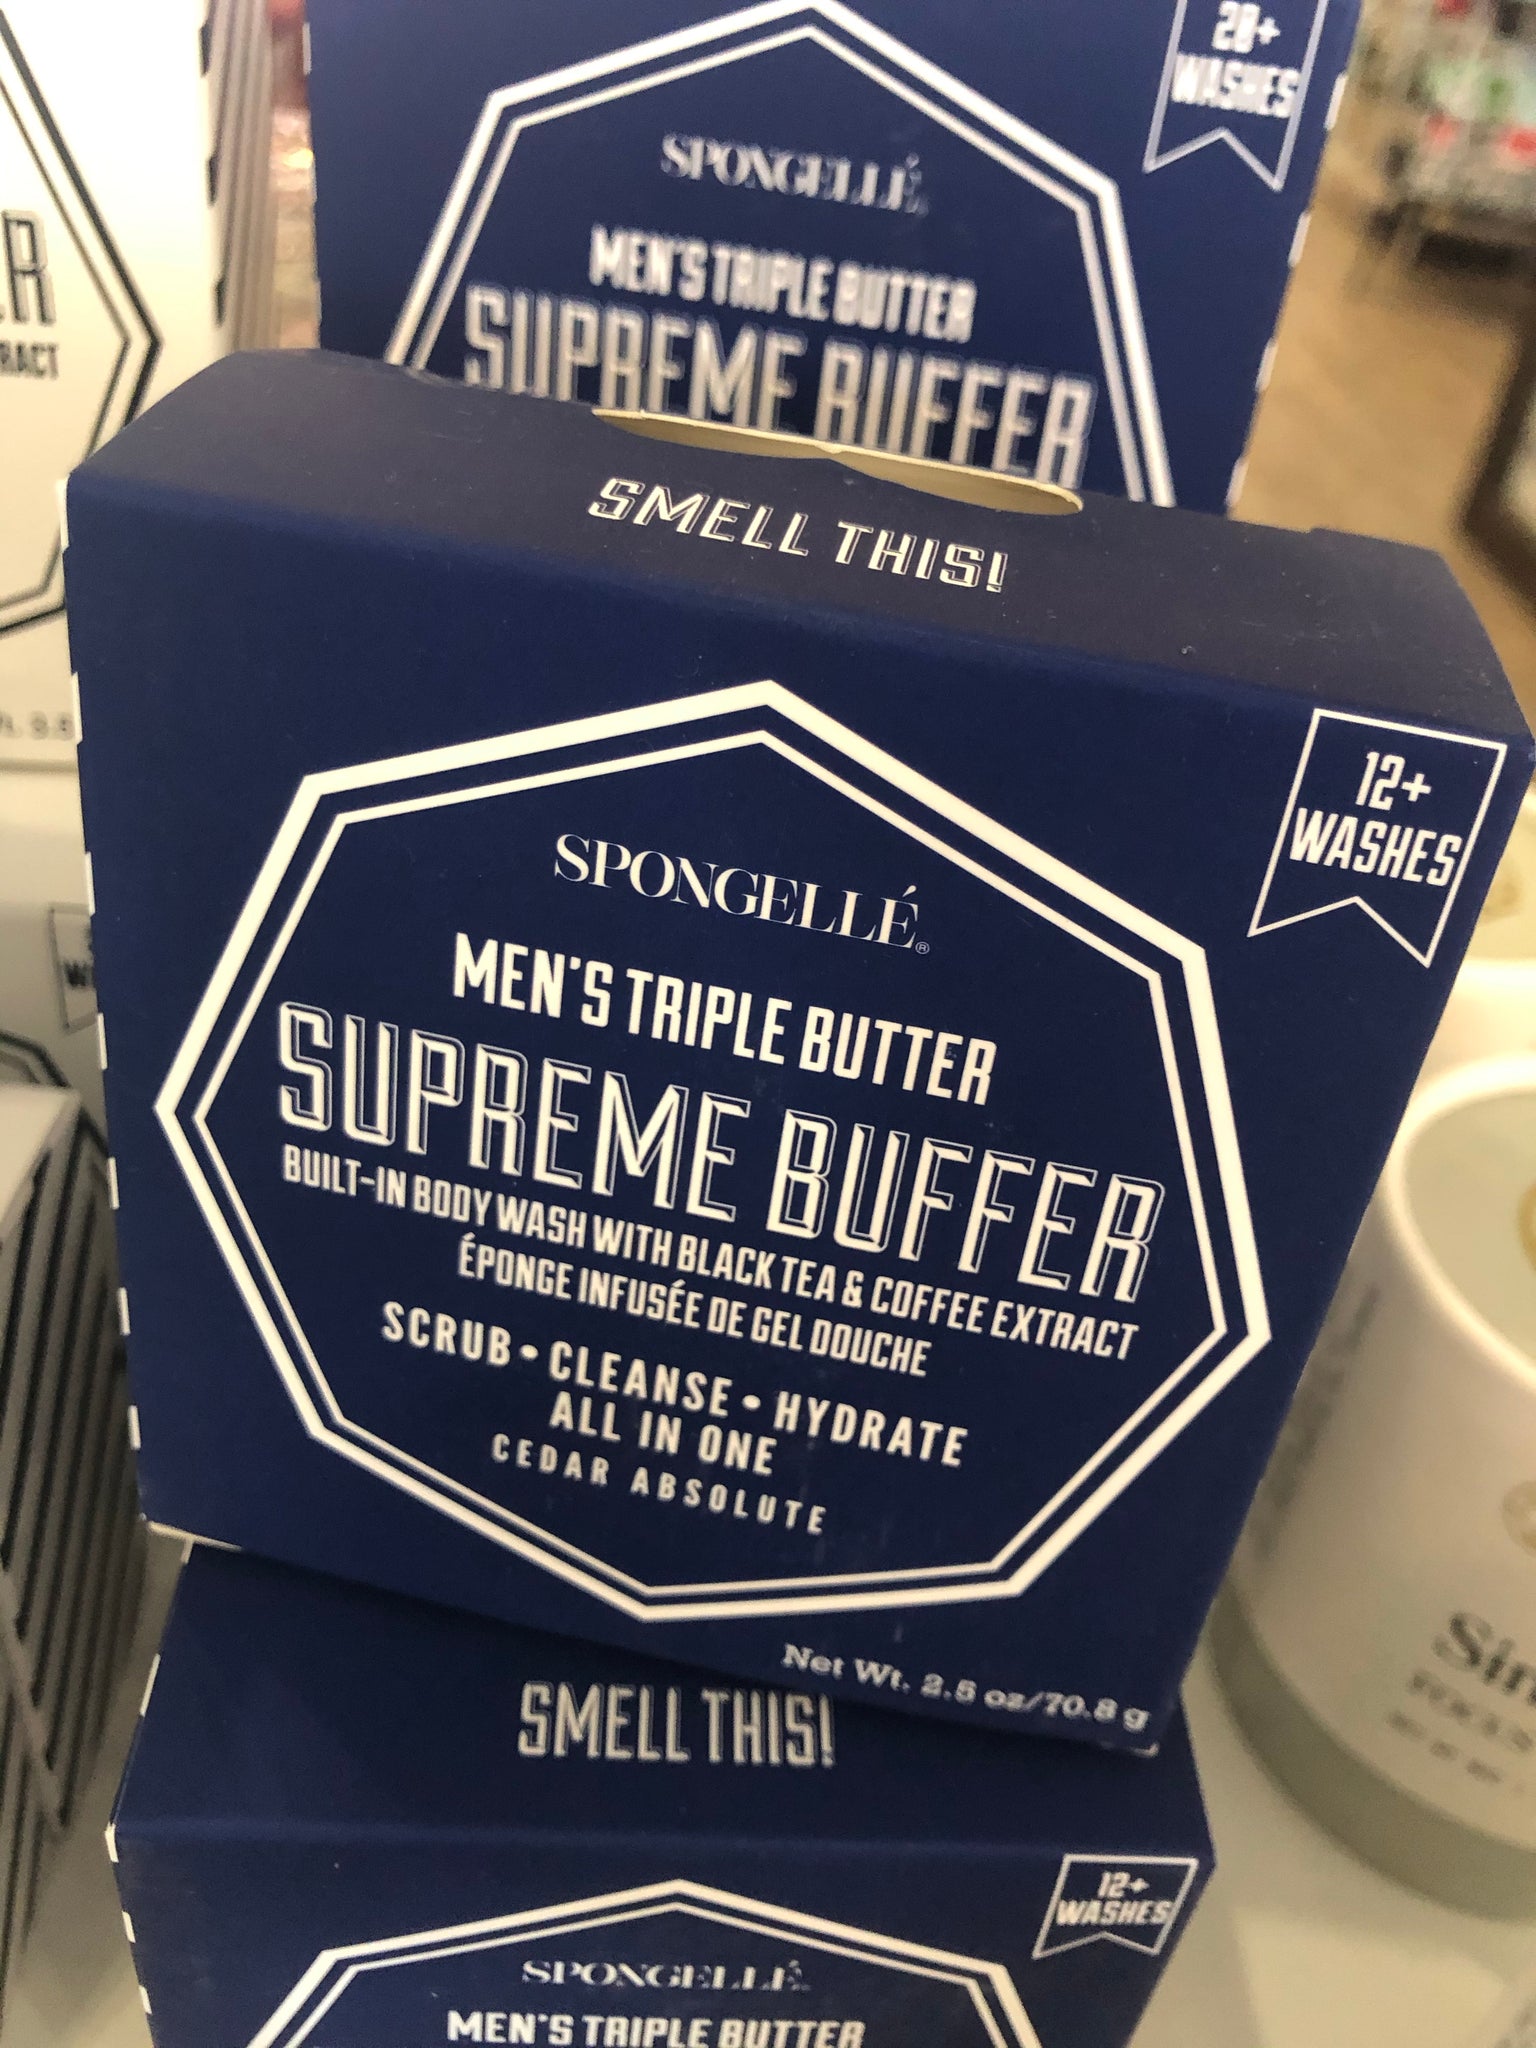 20+
WASHES
SPONGELLÉ
MEN'S TRIPLE BUTTER
SUPREME BUFFER
RACT
SMELL THIS!
12+
WASHES
SPONGELLÉ®
MEN'S TRIPLE BUTTER
SUPREME BUFFER
BUILT-IN BODY WASH WITH BLACK TEA & COFFEE EXTRACT
ÉPONGE INFUSÉE DE GEL DOUCHE
SCRUB • CLEANSE • HYDRATE
ALL IN ONE
CEDAR ABSOLUTE
Net Wt. 2.5 oz/70.8 g
SMELL THIS!
12+
WASHES
SPONGELLÉ
MEN'S TRIPLE BUTTER